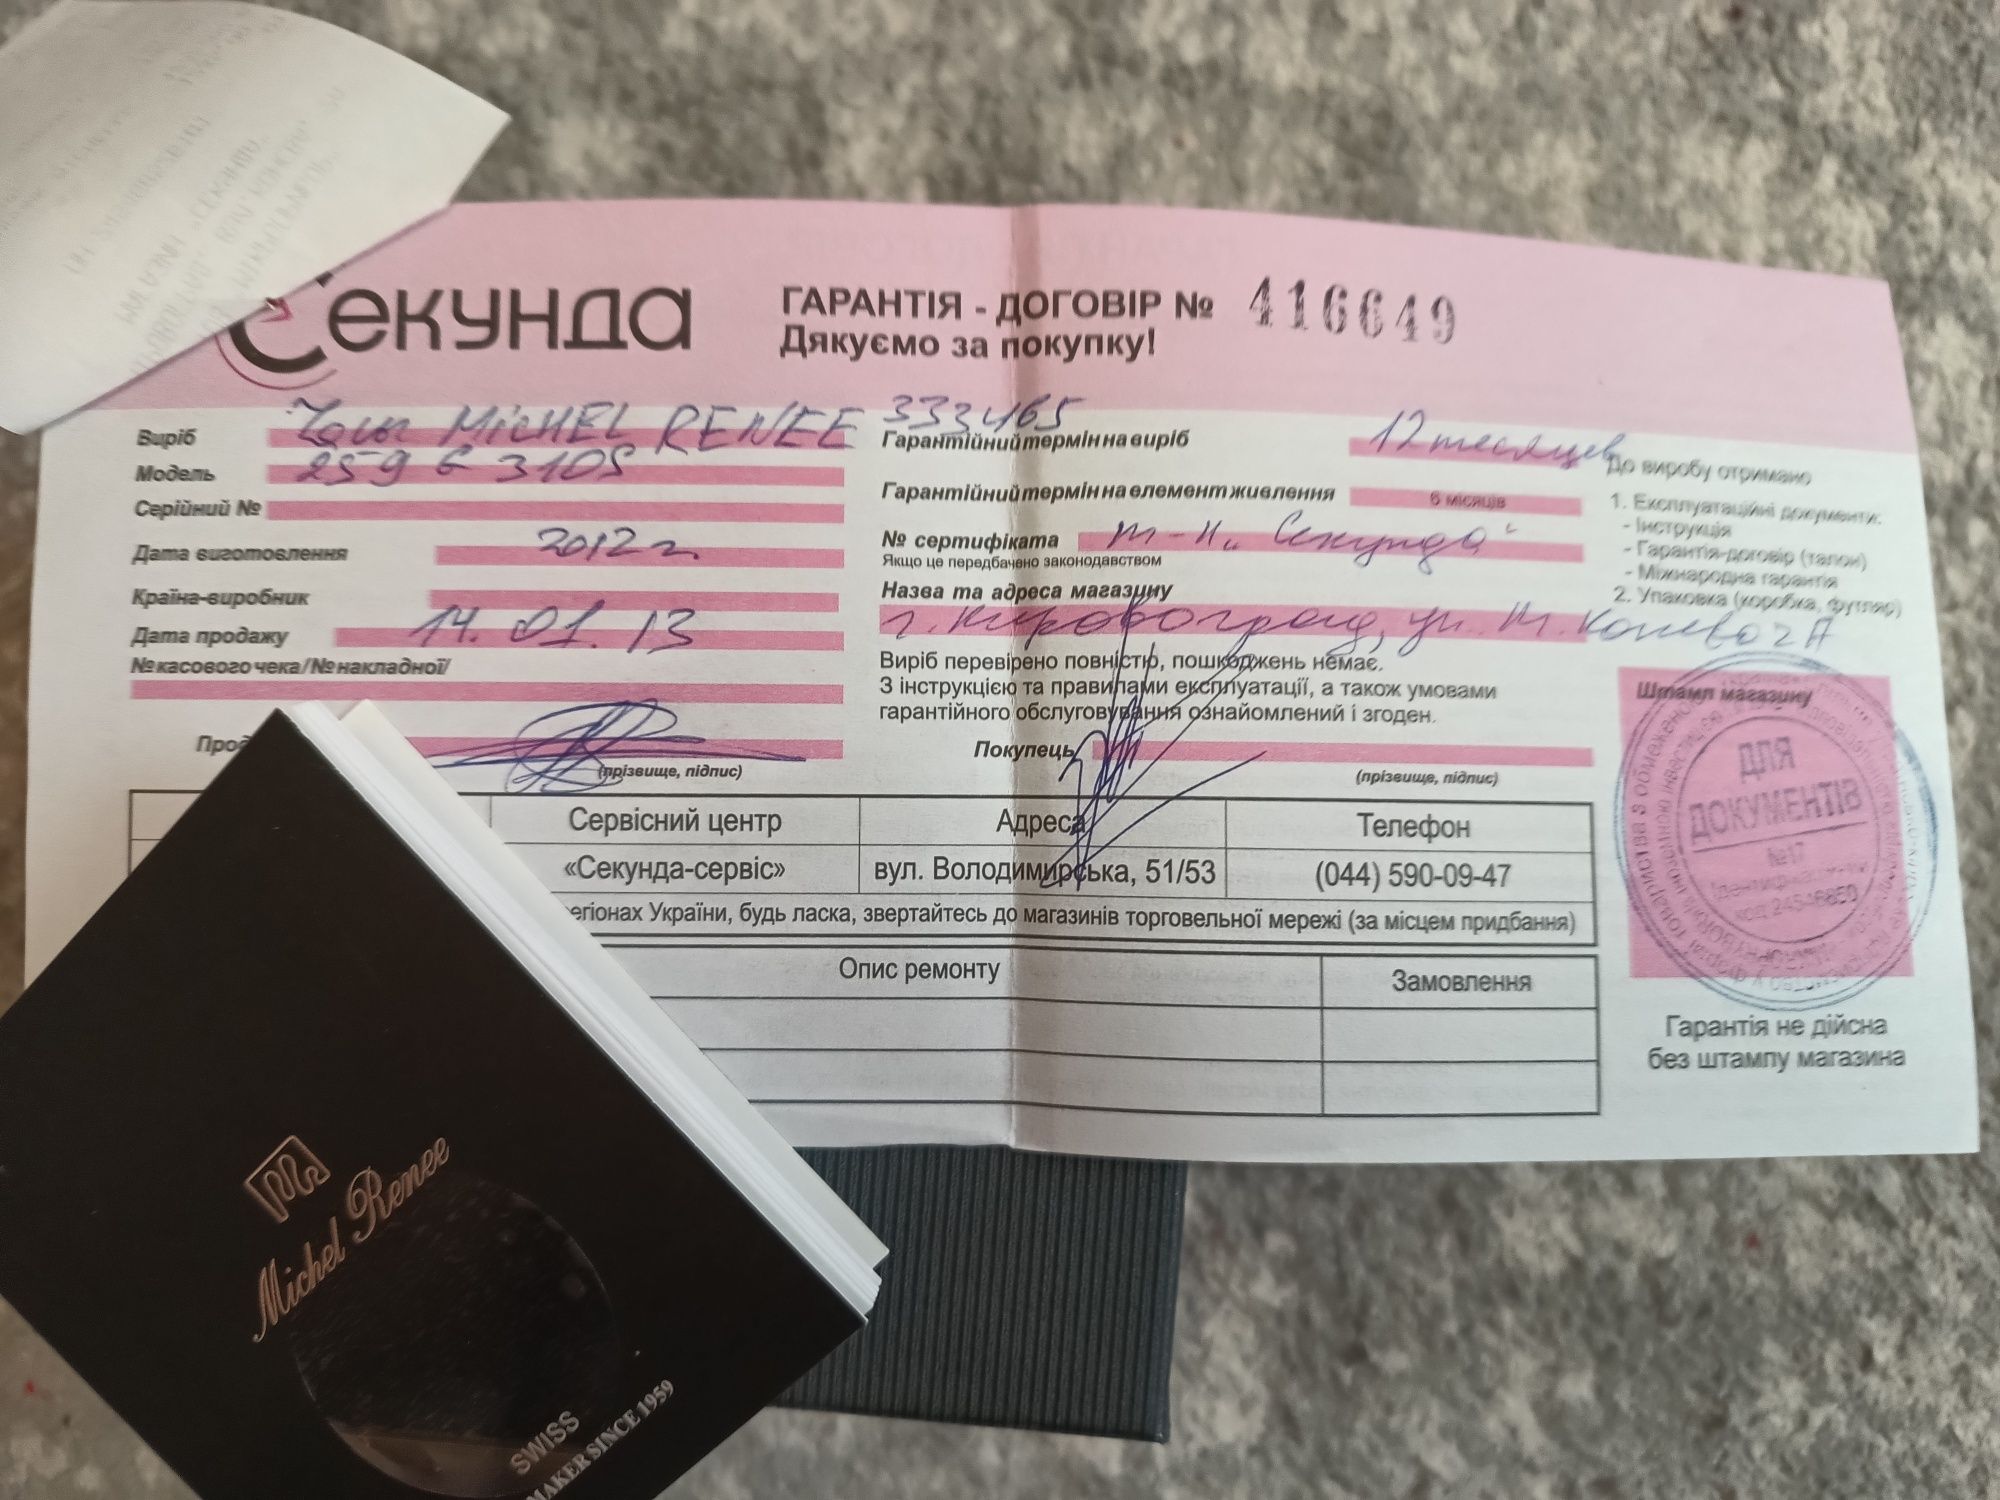 Секунда
ГАРАНТІЯ - ДОГОВІР № 416649
Дякуємо за покупку!
Виріб Часы MICHEL RENEE 333465
Модель 259 G 310S
Серійний №
Дата виготовлення 2012 г.
Країна-виробник
Дата продажу 14.01.13
№ касового чека/№ накладної/
(прізвище, підпис)
Гарантійний термін на виріб 12 месяцев
Гарантійний термін на елемент живлення 6 місяців
№ сертифіката м-н „Секунда“
Якщо це передбачено законодавством
Назва та адреса магазину
г. Кировоград, ул.
Виріб перевірено повністю, пошкоджень немає.
З інструкцією та правилами експлуатації, а також умовами
гарантійного обслуговування ознайомлений і згоден.
Покупець
(прізвище, підпис)
До виробу отримано
1. Експлуатаційні документи:
- Інструкція
- Гарантія-договір (талон)
- Міжнародна гарантія
2. Упаковка (коробка, футляр)
Штамп магазину
ДЛЯ
ДОКУМЕНТІВ
№17
Гарантія не дійсна
без штампу магазина
Сервісний центр Адреса Телефон
«Секунда-сервіс» вул. Володимирська, 51/53 (044) 590-09-47
егіонах України, будь ласка, звертайтесь до магазинів торговельної мережі (за місцем придбання)
Опис ремонту Замовлення
Michel Renee
SWISS
MAKER SINCE 1959